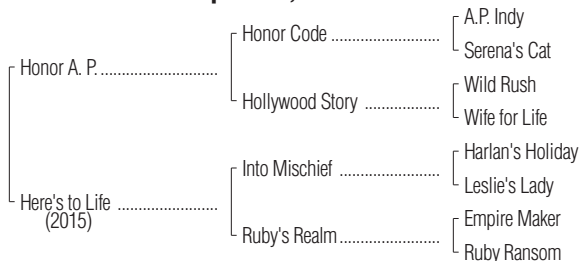 A.P. Indy
Honor Code ..............................
Serena's Cat
Honor A. P. ..............................
Wild Rush
Hollywood Story ......................
Wife for Life
Harlan's Holiday
Into Mischief ............................
Leslie's Lady
Here's to Life .........................
(2015)
Empire Maker
Ruby's Realm............................
Ruby Ransom